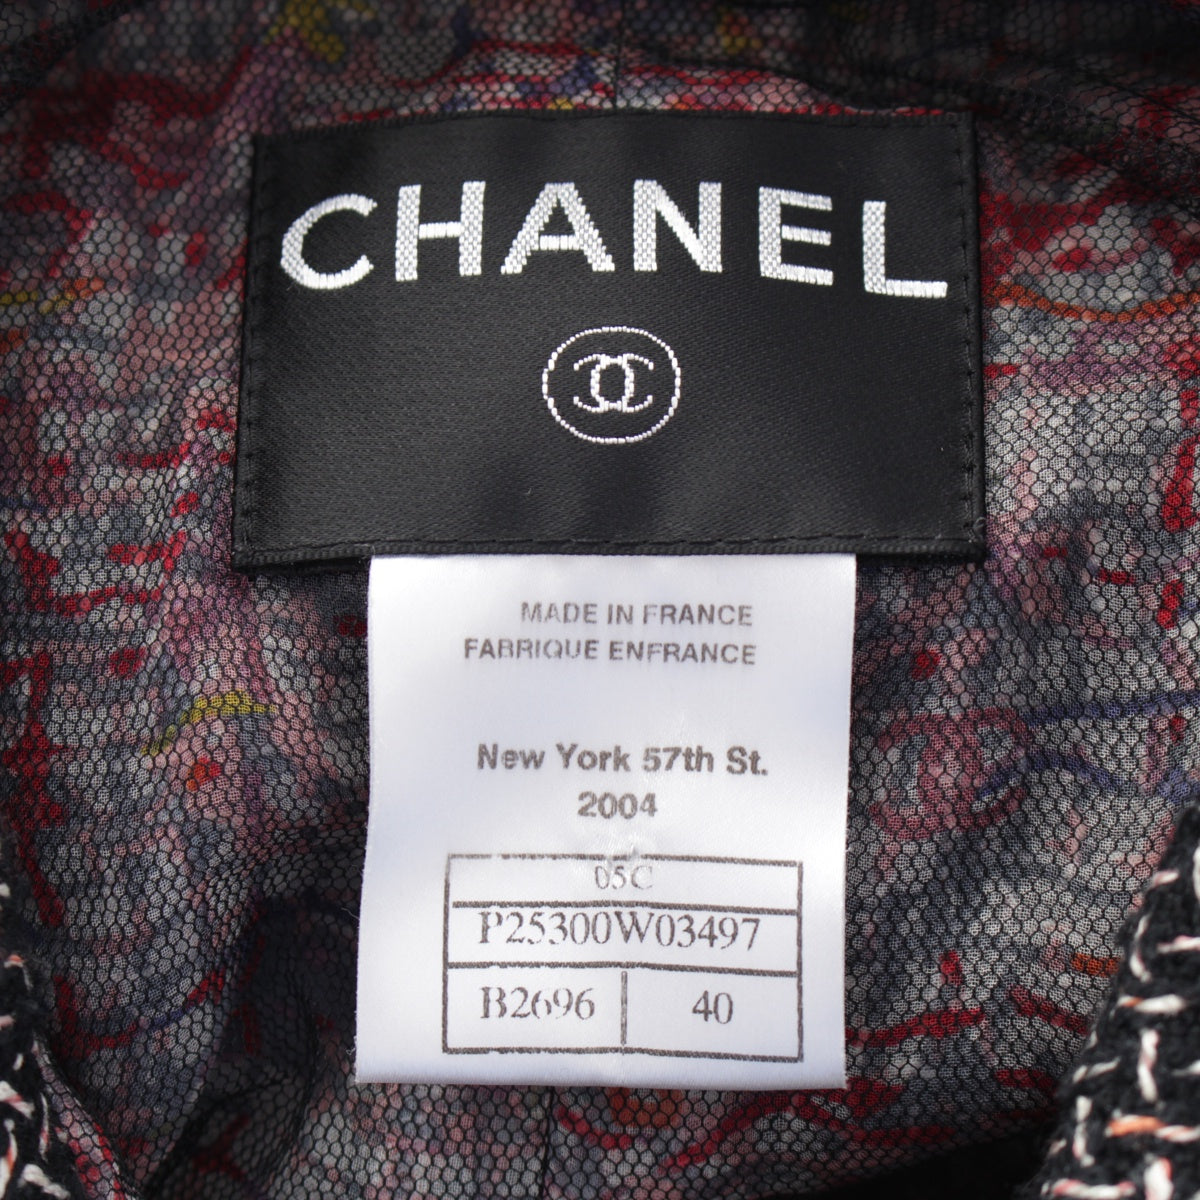 CHANEL
MADE IN FRANCE
FABRIQUE ENFRANCE
New York 57th St.
2004
05C
P25300W03497
B2696 40